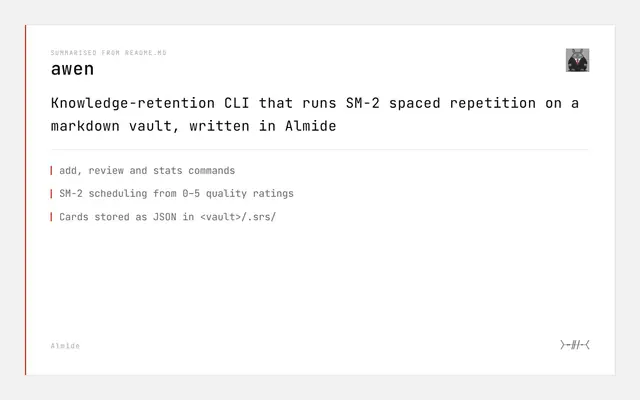 SUMMARISED FROM README.MD
awen
Knowledge-retention CLI that runs SM-2 spaced repetition on a
markdown vault, written in Almide
add, review and stats commands
SM-2 scheduling from 0–5 quality ratings
Cards stored as JSON in <vault>/.srs/
Almide